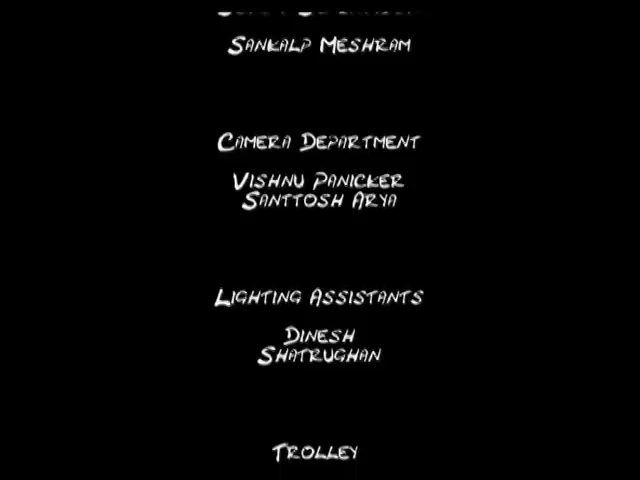 Sankalp Meshram
Camera Department
Vishnu Panicker
Santtosh Arya
Lighting Assistants
Dinesh
Shatrughan
Trolley